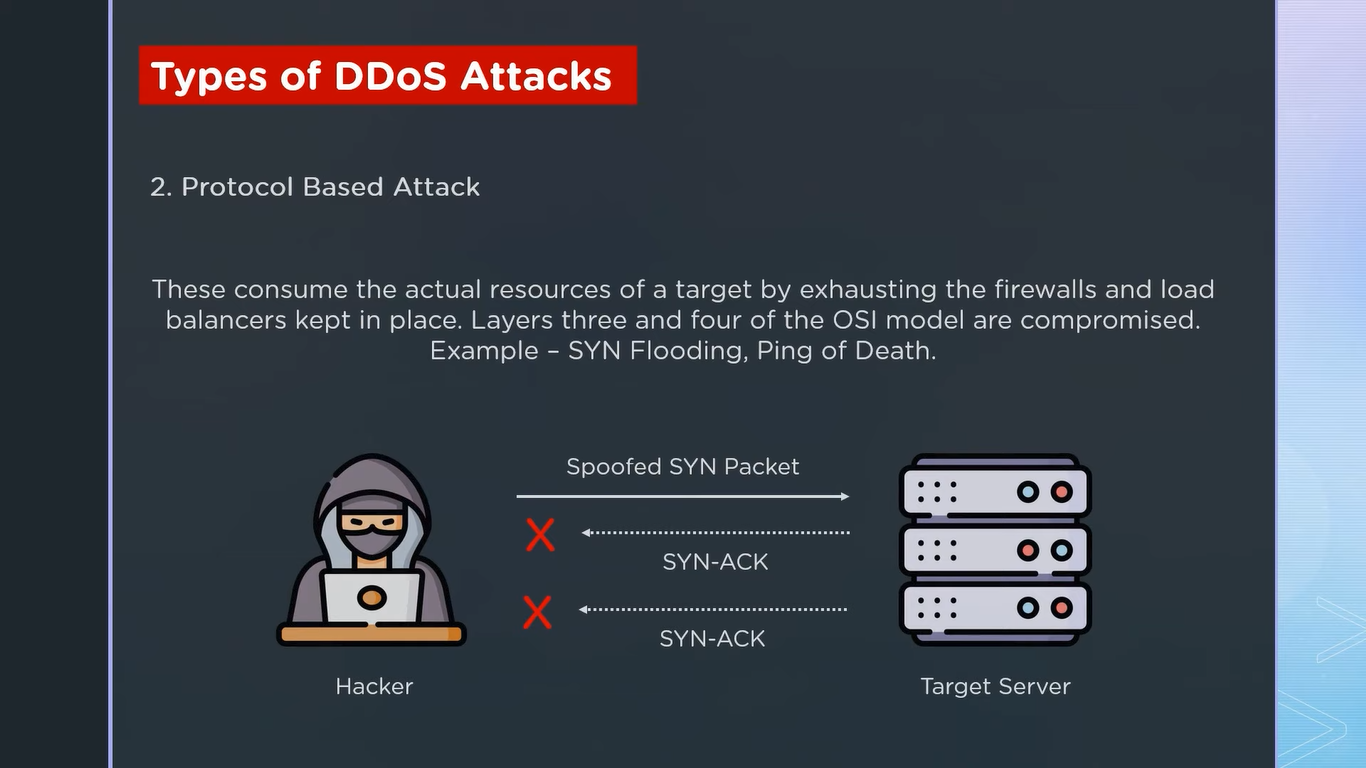 Types of DDoS Attacks
2. Protocol Based Attack
These consume the actual resources of a target by exhausting the firewalls and load
balancers kept in place. Layers three and four of the OSI model are compromised.
Example – SYN Flooding, Ping of Death.
Spoofed SYN Packet
SYN-ACK
SYN-ACK
Hacker
Target Server